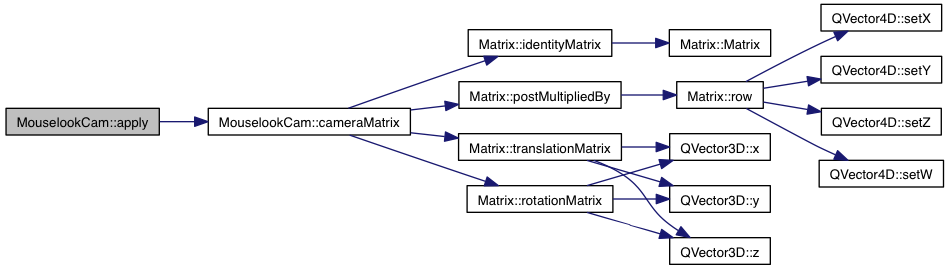 MouselookCam::apply
MouselookCam::cameraMatrix
Matrix::identityMatrix
Matrix::postMultipliedBy
Matrix::translationMatrix
Matrix::rotationMatrix
Matrix::Matrix
Matrix::row
QVector3D::x
QVector3D::y
QVector3D::z
QVector4D::setX
QVector4D::setY
QVector4D::setZ
QVector4D::setW